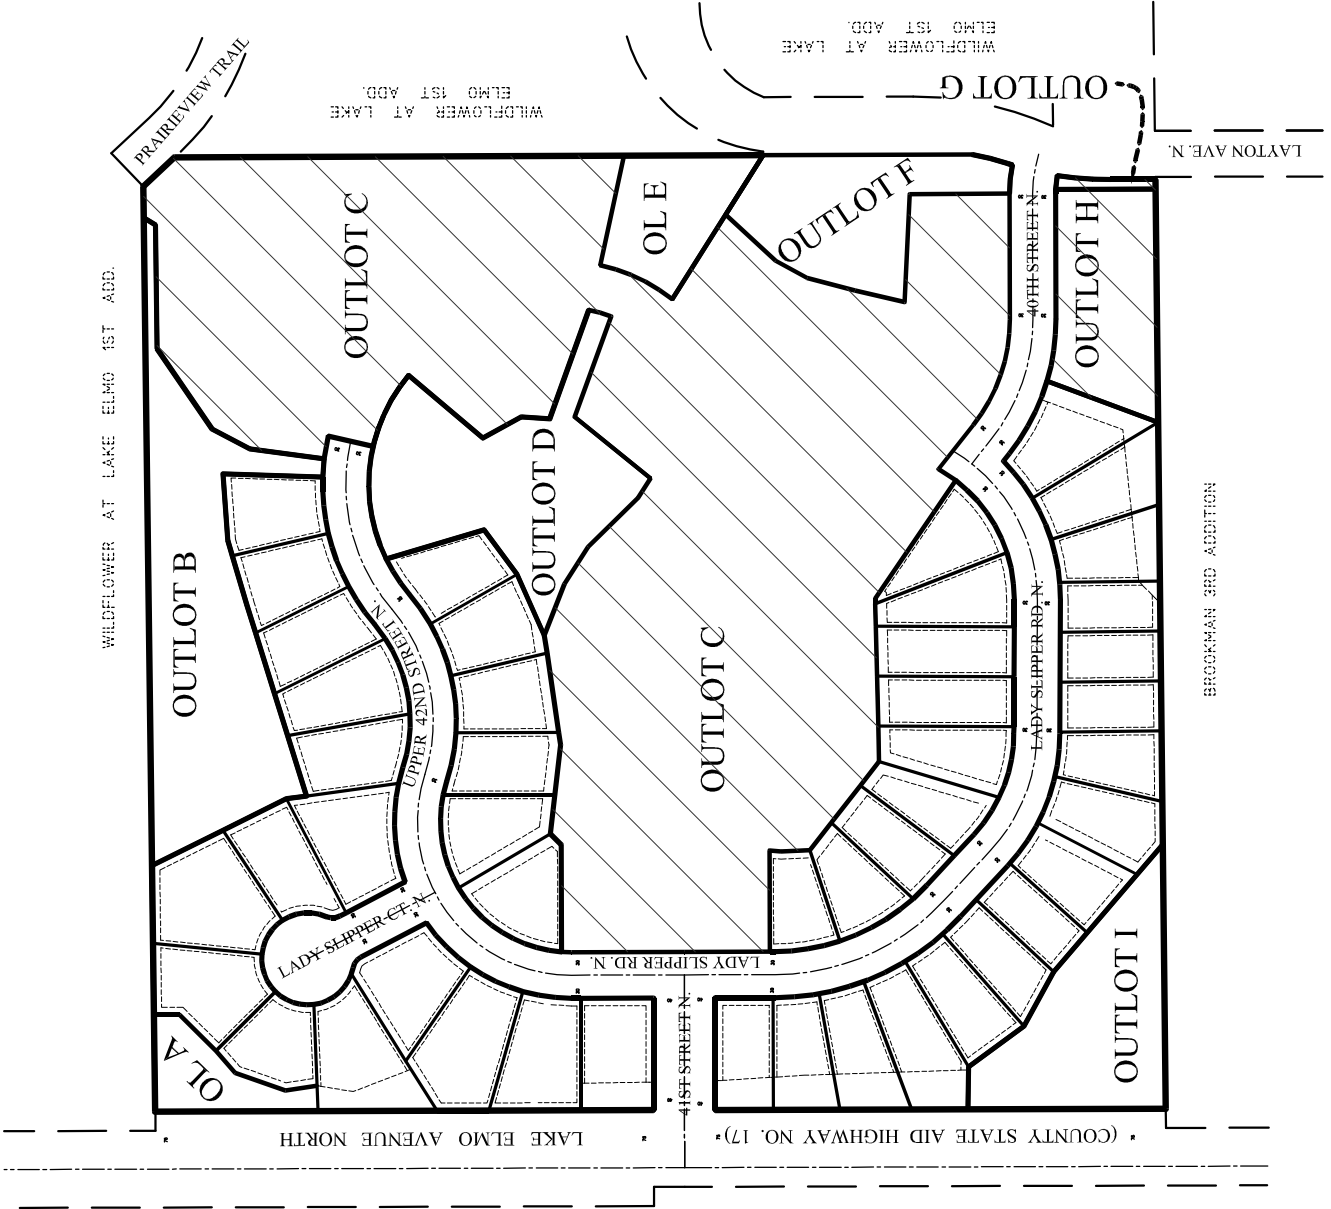 PRAIRIEVIEW TRAIL
WILDFLOWER AT LAKE
ELMO 1ST ADD.
WILDFLOWER AT LAKE
ELMO 1ST ADD.
OUTLOT G
LAYTON AVE. N.
OUTLOT C
OL E
OUTLOT F
40TH STREET N.
OUTLOT H
WILDFLOWER AT LAKE ELMO 1ST ADD.
OUTLOT D
OUTLOT B
UPPER 42ND STREET N.
OUTLOT C
LADY SLIPPER RD. N.
BROOKMAN 3RD ADDITION
LADY SLIPPER CT. N.
LADY SLIPPER RD. N.
OL A
41ST STREET N.
OUTLOT I
LAKE ELMO AVENUE NORTH
(COUNTY STATE AID HIGHWAY NO. 17)